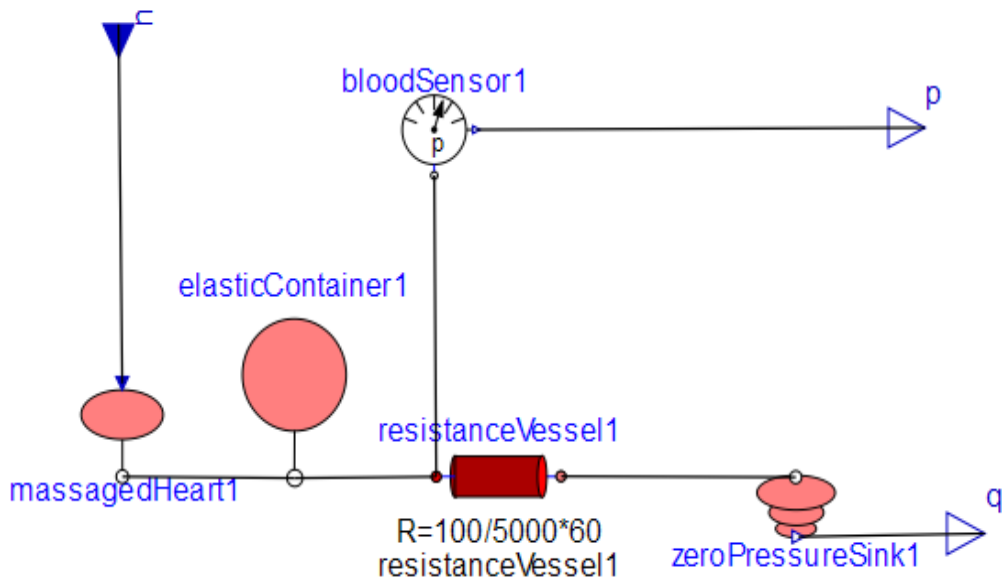 u
bloodSensor1
p
p
elasticContainer1
resistanceVessel1
massagedHeart1
q
R=100/5000*60
zeroPressureSink1
resistanceVessel1